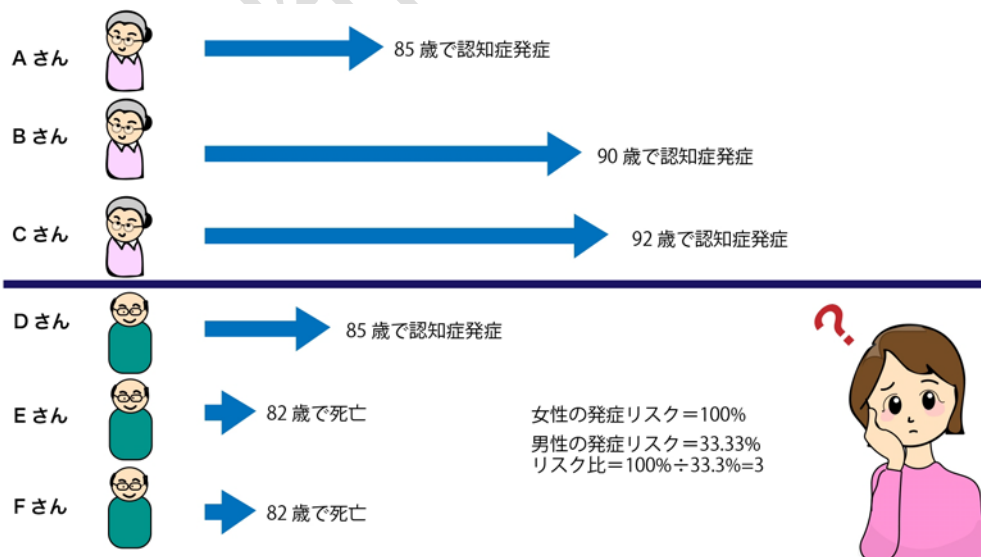 Aさん
85歳で認知症発症
Bさん
90歳で認知症発症
Cさん
92歳で認知症発症
Dさん
85歳で認知症発症
Eさん
82歳で死亡
Fさん
82歳で死亡
?
女性の発症リスク＝100%
男性の発症リスク＝33.33%
リスク比＝100%÷33.3%=3